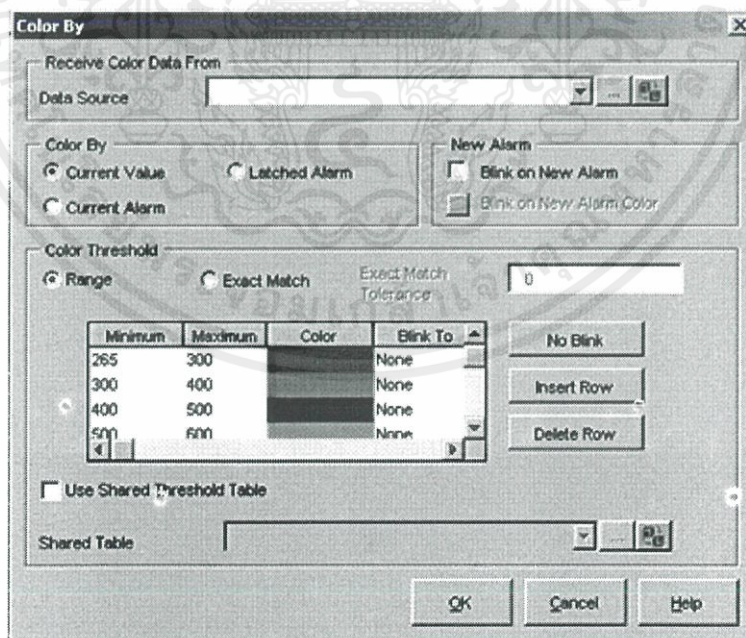 Color By
Receive Color Data From
Data Source
...
Color By
Current Value
Latched Alarm
Current Alarm
New Alarm
Blink on New Alarm
Blink on New Alarm Color
Color Threshold
Range
Exact Match
Exact Match
Tolerance
0
Minimum Maximum Color Blink To
265 300 None
300 400 None
400 500 None
500 600 None
No Blink
Insert Row
Delete Row
Use Shared Threshold Table
Shared Table
...
OK Cancel Help